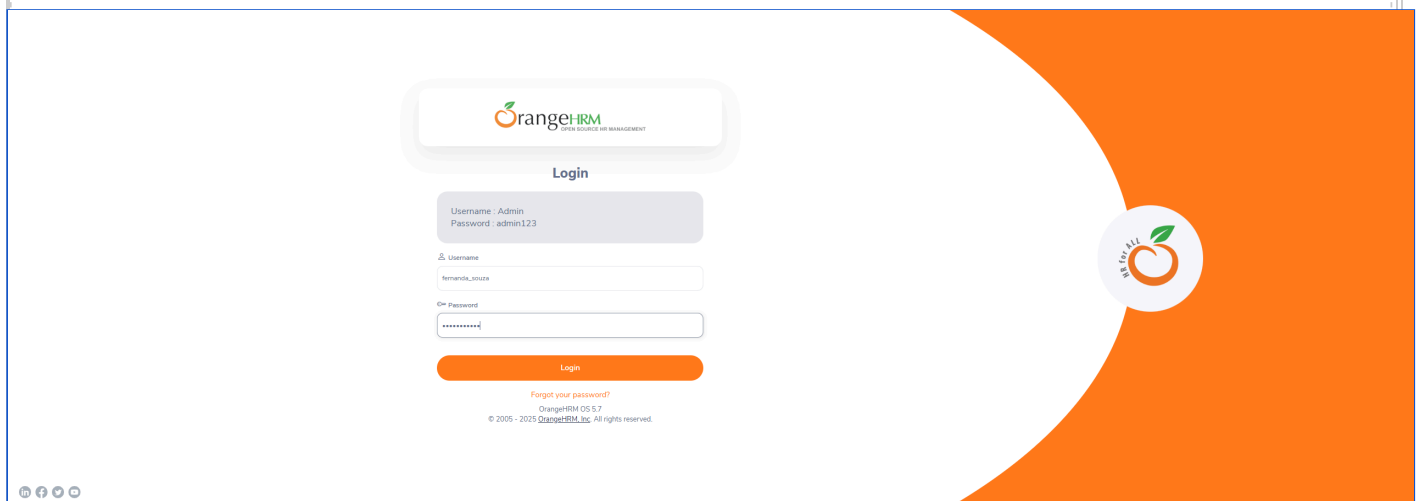 OrangeHRM
OPEN SOURCE HR MANAGEMENT
Login
Username : Admin
Password : admin123
Username
fernanda_souza
Password
•••••••••••
Login
Forgot your password?
OrangeHRM OS 5.7
© 2005 - 2025 OrangeHRM, Inc. All rights reserved.
HR for ALL